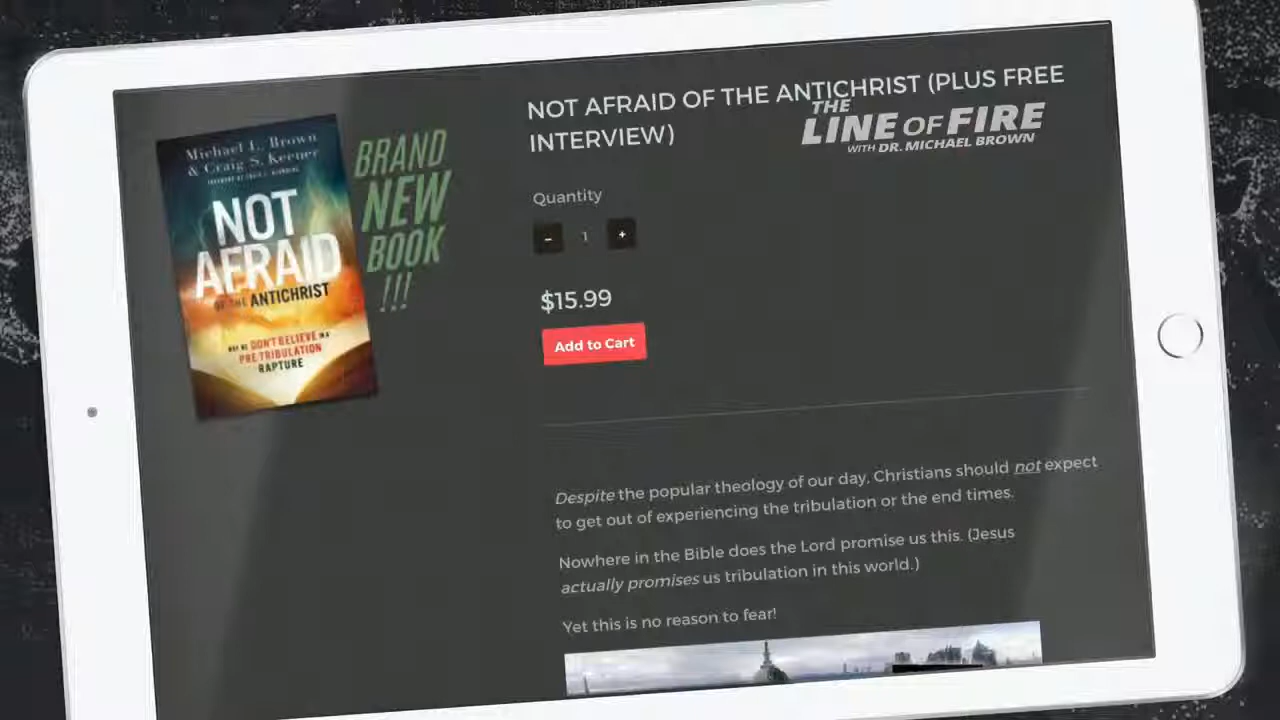 NOT AFRAID OF THE ANTICHRIST (PLUS FREE
INTERVIEW)
THE
LINE OF FIRE
WITH DR. MICHAEL BROWN
Michael L. Brown
& Craig S. Keener
NOT
AFRAID
OF THE ANTICHRIST
WHY WE DON'T BELIEVE IN A
PRE-TRIBULATION
RAPTURE
BRAND
NEW
BOOK
!!!
Quantity
- 1 +
$15.99
Add to Cart
Despite the popular theology of our day, Christians should not expect
to get out of experiencing the tribulation or the end times.
Nowhere in the Bible does the Lord promise us this. (Jesus
actually promises us tribulation in this world.)
Yet this is no reason to fear!